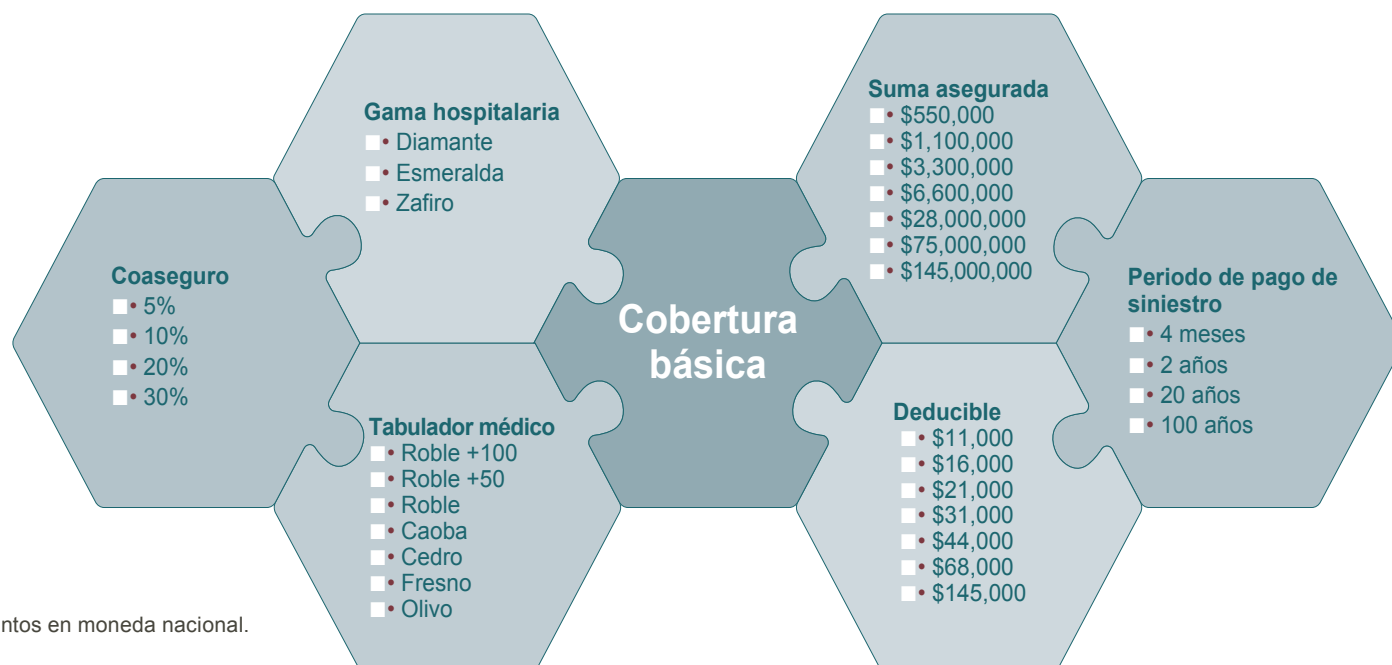 Gama hospitalaria
• Diamante
• Esmeralda
• Zafiro
Suma asegurada
• $550,000
• $1,100,000
• $3,300,000
• $6,600,000
• $28,000,000
• $75,000,000
• $145,000,000
Coaseguro
• 5%
• 10%
• 20%
• 30%
Cobertura
básica
Periodo de pago de
siniestro
• 4 meses
• 2 años
• 20 años
• 100 años
Tabulador médico
• Roble +100
• Roble +50
• Roble
• Caoba
• Cedro
• Fresno
• Olivo
Deducible
• $11,000
• $16,000
• $21,000
• $31,000
• $44,000
• $68,000
• $145,000
en moneda nacional.